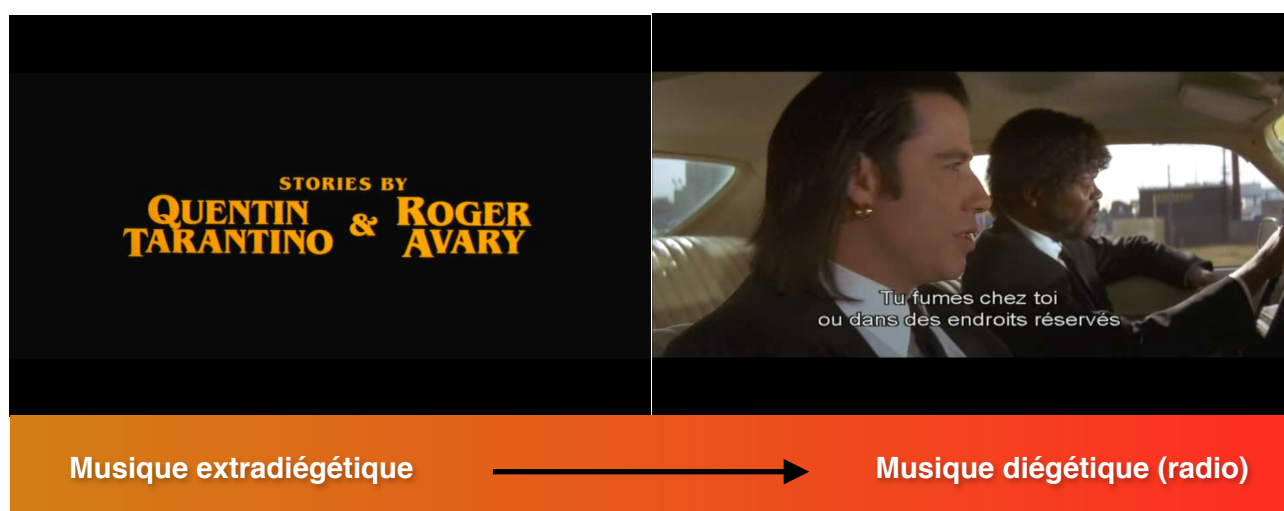 STORIES BY
QUENTIN TARANTINO & ROGER AVARY
Tu fumes chez toi
ou dans des endroits réservés
Musique extradiégétique
Musique diégétique (radio)